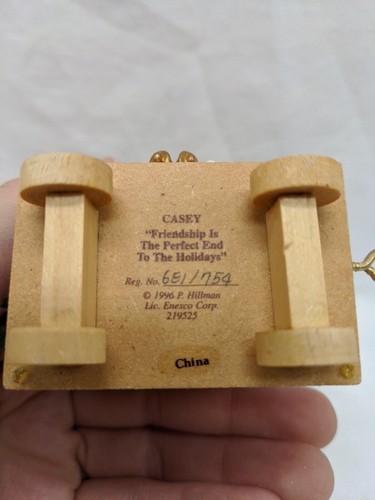 CASEY
"Friendship Is
The Perfect End
To The Holidays"
Reg. No. 681/754
© 1996 P. Hillman
Lic. Enesco Corp.
219525
China